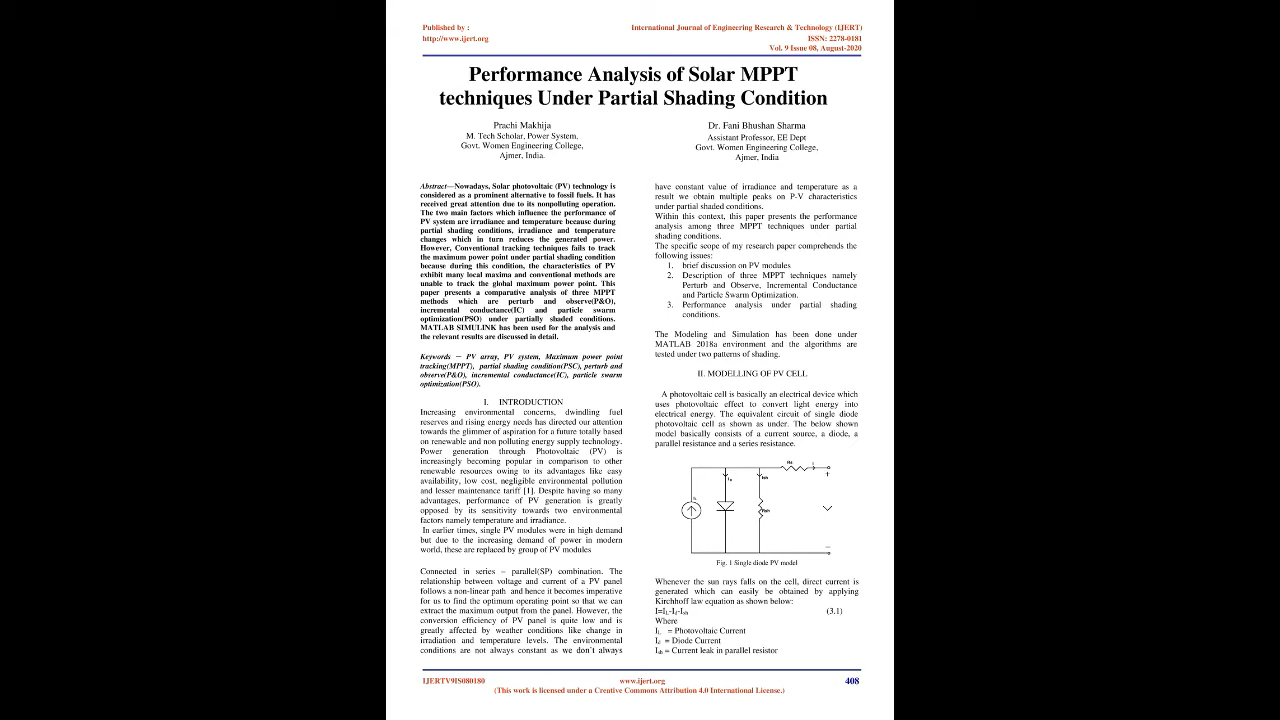 Published by :
International Journal of Engineering Research & Technology (IJERT)
http://www.ijert.org
ISSN: 2278-0181
Vol. 9 Issue 08, August-2020
Performance Analysis of Solar MPPT
techniques Under Partial Shading Condition
Prachi Makhija
M. Tech Scholar, Power System,
Govt. Women Engineering College,
Ajmer, India.
Dr. Fani Bhushan Sharma
Assistant Professor, EE Dept
Govt. Women Engineering College,
Ajmer, India
Abstract—Nowadays, Solar photovoltaic (PV) technology is
considered as a prominent alternative to fossil fuels. It has
received great attention due to its nonpolluting operation.
The two main factors which influence the performance of
PV system are irradiance and temperature because during
partial shading conditions, irradiance and temperature
changes which in turn reduces the generated power.
However, Conventional tracking techniques fails to track
the maximum power point under partial shading condition
because during this condition, the characteristics of PV
exhibit many local maxima and conventional methods are
unable to track the global maximum power point. This
paper presents a comparative analysis of three MPPT
methods which are perturb and observe(P&O),
incremental conductance(IC) and particle swarm
optimization(PSO) under partially shaded conditions.
MATLAB SIMULINK has been used for the analysis and
the relevant results are discussed in detail.
Keywords — PV array, PV system, Maximum power point
tracking(MPPT), partial shading condition(PSC), perturb and
observe(P&O), incremental conductance(IC), particle swarm
optimization(PSO).
I. INTRODUCTION
Increasing environmental concerns, dwindling fuel
reserves and rising energy needs has directed our attention
towards the glimmer of aspiration for a future totally based
on renewable and non polluting energy supply technology.
Power generation through Photovoltaic (PV) is
increasingly becoming popular in comparison to other
renewable resources owing to its advantages like easy
availability, low cost, negligible environmental pollution
and lesser maintenance tariff [1]. Despite having so many
advantages, performance of PV generation is greatly
opposed by its sensitivity towards two environmental
factors namely temperature and irradiance.
In earlier times, single PV modules were in high demand
but due to the increasing demand of power in modern
world, these are replaced by group of PV modules
Connected in series – parallel(SP) combination. The
relationship between voltage and current of a PV panel
follows a non-linear path and hence it becomes imperative
for us to find the optimum operating point so that we can
extract the maximum output from the panel. However, the
conversion efficiency of PV panel is quite low and is
greatly affected by weather conditions like change in
irradiation and temperature levels. The environmental
conditions are not always constant as we don't always
have constant value of irradiance and temperature as a
result we obtain multiple peaks on P-V characteristics
under partial shaded conditions.
Within this context, this paper presents the performance
analysis among three MPPT techniques under partial
shading conditions.
The specific scope of my research paper comprehends the
following issues:
1. brief discussion on PV modules
2. Description of three MPPT techniques namely
Perturb and Observe, Incremental Conductance
and Particle Swarm Optimization.
3. Performance analysis under partial shading
conditions.
The Modeling and Simulation has been done under
MATLAB 2018a environment and the algorithms are
tested under two patterns of shading.
II. MODELLING OF PV CELL
A photovoltaic cell is basically an electrical device which
uses photovoltaic effect to convert light energy into
electrical energy. The equivalent circuit of single diode
photovoltaic cell as shown as under. The below shown
model basically consists of a current source, a diode, a
parallel resistance and a series resistance.
Rsh
+
−
Fig. 1 Single diode PV model
Whenever the sun rays falls on the cell, direct current is
generated which can easily be obtained by applying
Kirchhoff law equation as shown below:
I=IL-Id-Ish (3.1)
Where
IL = Photovoltaic Current
Id = Diode Current
Ish = Current leak in parallel resistor
IJERTV9IS080180
www.ijert.org
408
(This work is licensed under a Creative Commons Attribution 4.0 International License.)